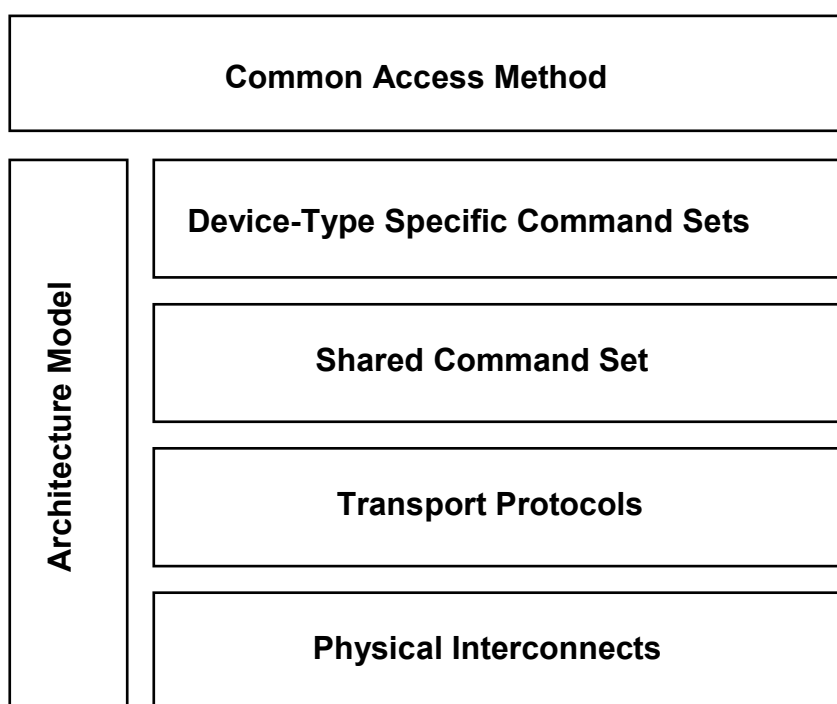 Common Access Method
Architecture Model
Device-Type Specific Command Sets
Shared Command Set
Transport Protocols
Physical Interconnects